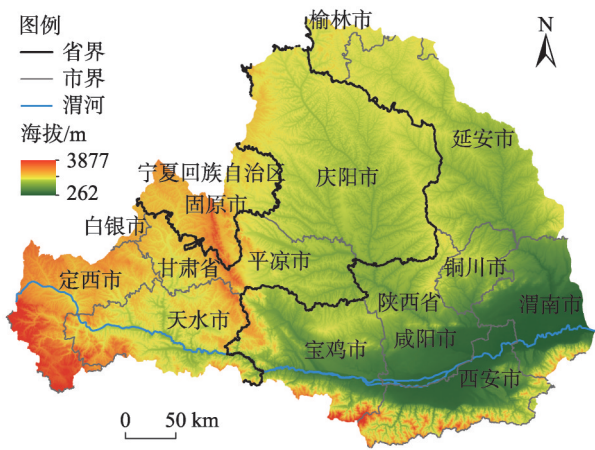 图例
省界
市界
渭河
海拔/m
3877
262
N
榆林市
延安市
宁夏回族自治区
庆阳市
固原市
白银市
定西市
甘肃省
平凉市
铜川市
陕西省
渭南市
天水市
宝鸡市
咸阳市
西安市
0 50 km